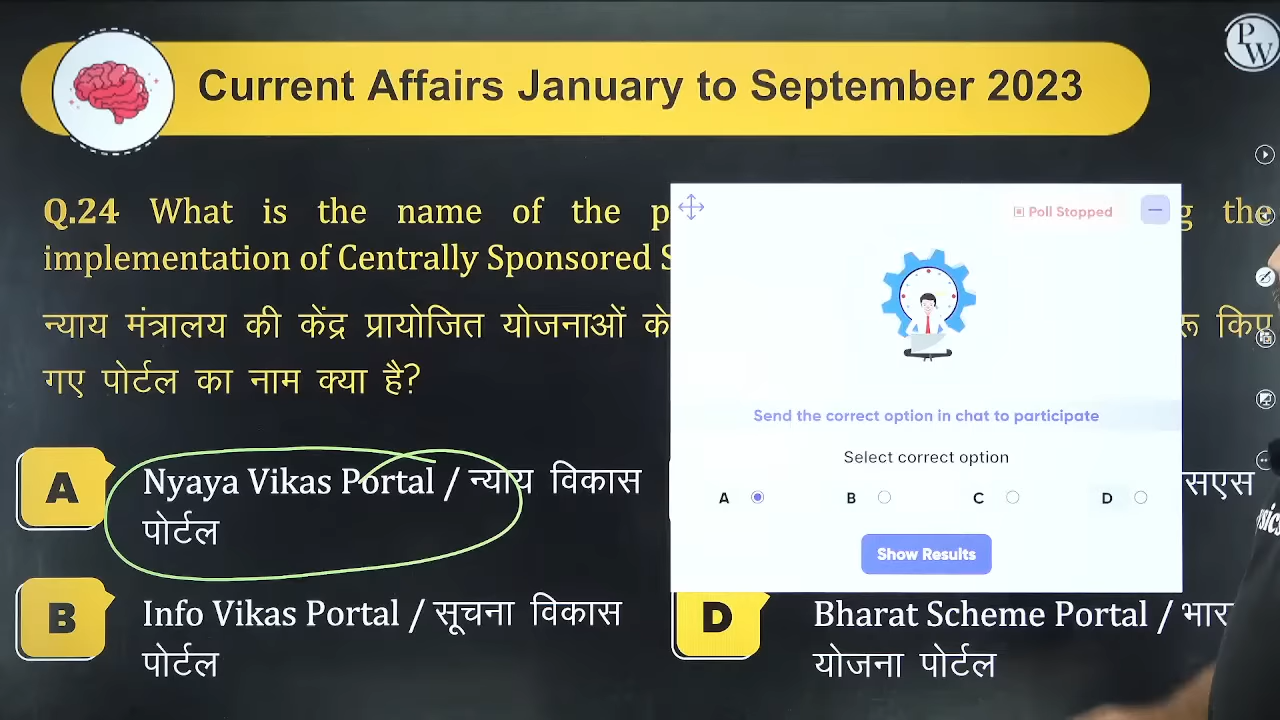 PW
Current Affairs January to September 2023
Q.24 What is the name of the the
implementation of Centrally Sponsored
न्याय मंत्रालय की केंद्र प्रायोजित योजनाओं के किए
गए पोर्टल का नाम क्या है?
Poll Stopped
Send the correct option in chat to participate
Select correct option
A B C D
Show Results
A Nyaya Vikas Portal / न्याय विकास
पोर्टल
B Info Vikas Portal / सूचना विकास
पोर्टल
D Bharat Scheme Portal /
योजना पोर्टल